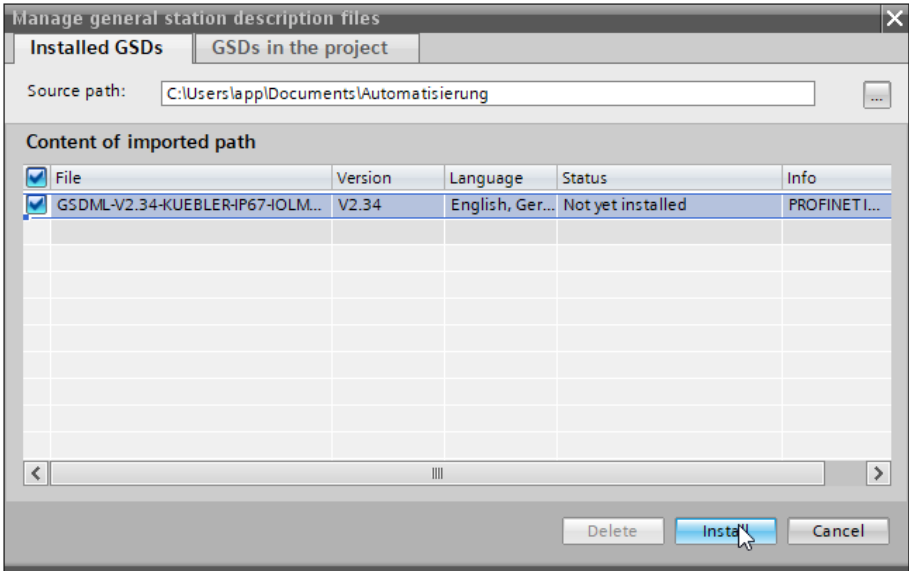 Manage general station description files
Installed GSDs GSDs in the project
Source path: C:\Users\app\Documents\Automatisierung ...
Content of imported path
File Version Language Status Info
GSDML-V2.34-KUEBLER-IP67-IOLM... V2.34 English, Ger... Not yet installed PROFINET I...
Delete Install Cancel